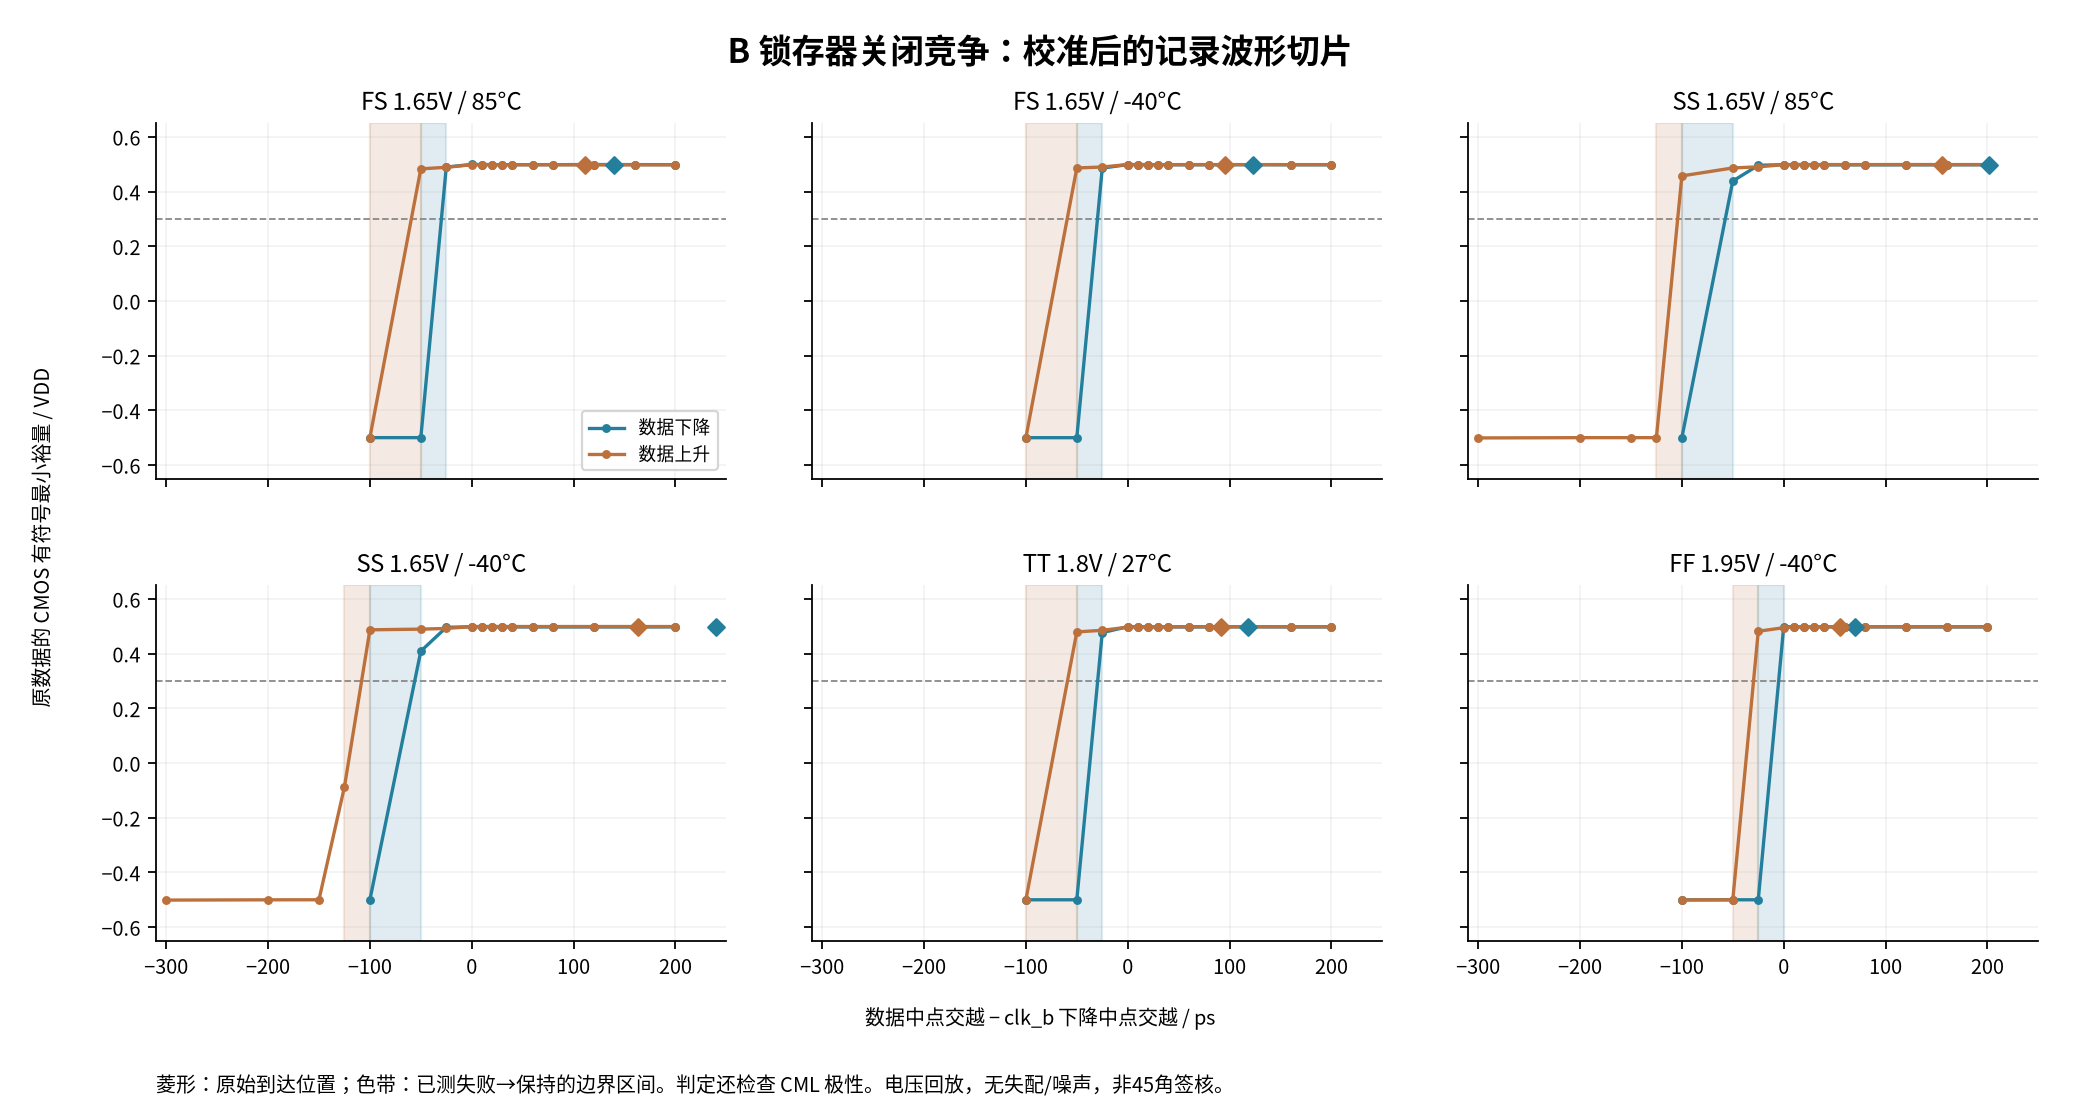 B 锁存器关闭竞争：校准后的记录波形切片
FS 1.65V / 85°C
FS 1.65V / -40°C
SS 1.65V / 85°C
0.6
0.4
0.2
0.0
−0.2
−0.4
−0.6
数据下降
数据上升
原数据的 CMOS 有符号最小裕量 / VDD
SS 1.65V / -40°C
TT 1.8V / 27°C
FF 1.95V / -40°C
0.6
0.4
0.2
0.0
−0.2
−0.4
−0.6
−300 −200 −100 0 100 200
−300 −200 −100 0 100 200
−300 −200 −100 0 100 200
数据中点交越 − clk_b 下降中点交越 / ps
菱形：原始到达位置；色带：已测失败→保持的边界区间。判定还检查 CML 极性。电压回放，无失配/噪声，非45角签核。